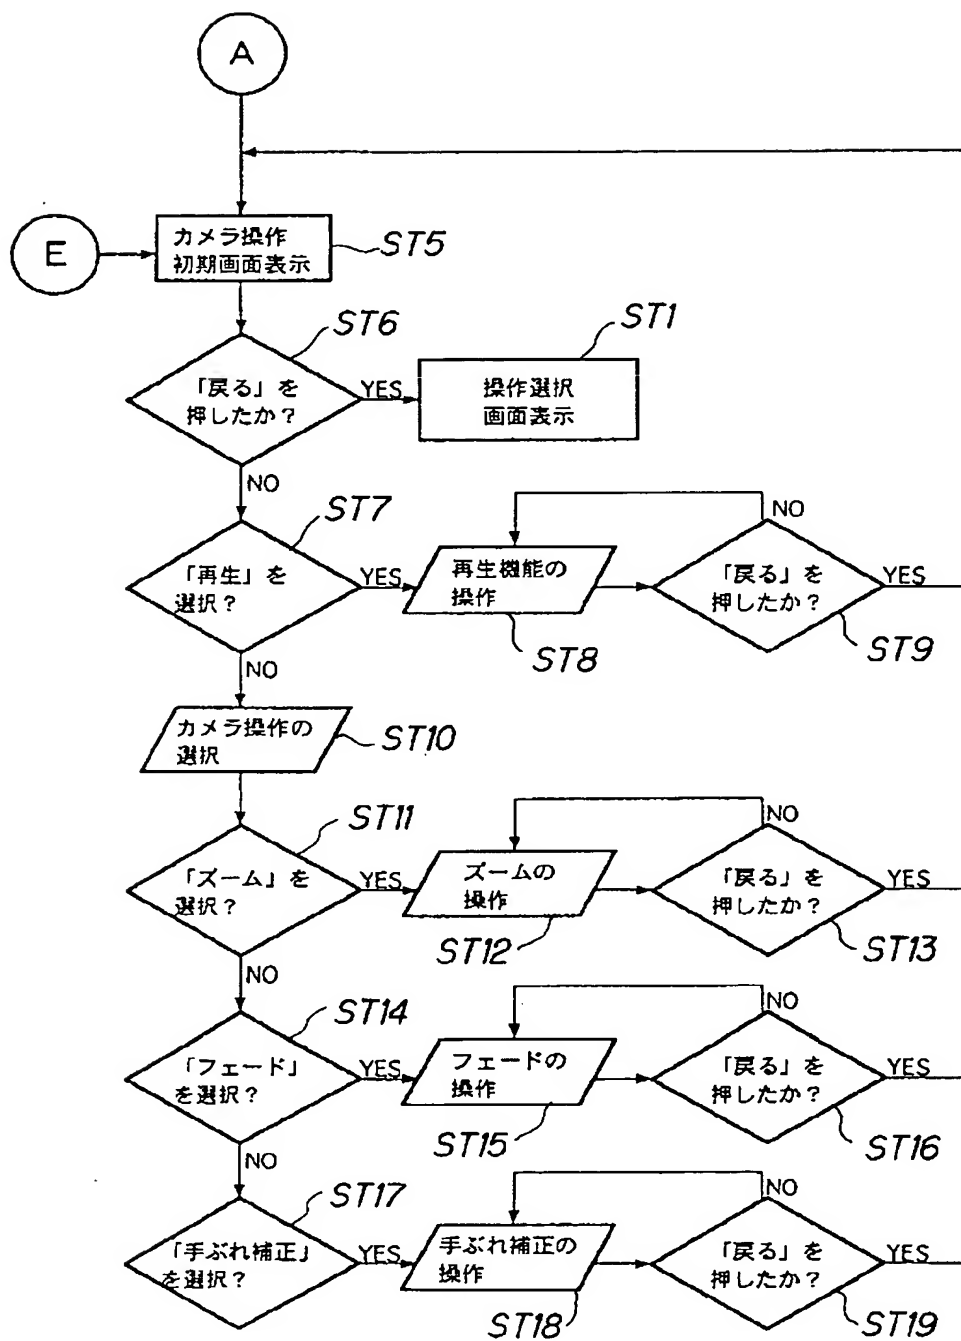 A
E
カメラ操作
初期画面表示
ST5
ST6
「戻る」を
押したか?
YES
ST1
操作選択
画面表示
NO
ST7
「再生」を
選択?
YES
再生機能の
操作
ST8
NO
「戻る」を
押したか?
YES
ST9
NO
カメラ操作の
選択
ST10
ST11
「ズーム」を
選択?
YES
ズームの
操作
ST12
NO
「戻る」を
押したか?
YES
ST13
NO
ST14
「フェード」
を選択?
YES
フェードの
操作
ST15
NO
「戻る」を
押したか?
YES
ST16
NO
ST17
「手ぶれ補正」
を選択?
YES
手ぶれ補正の
操作
ST18
NO
「戻る」を
押したか?
YES
ST19